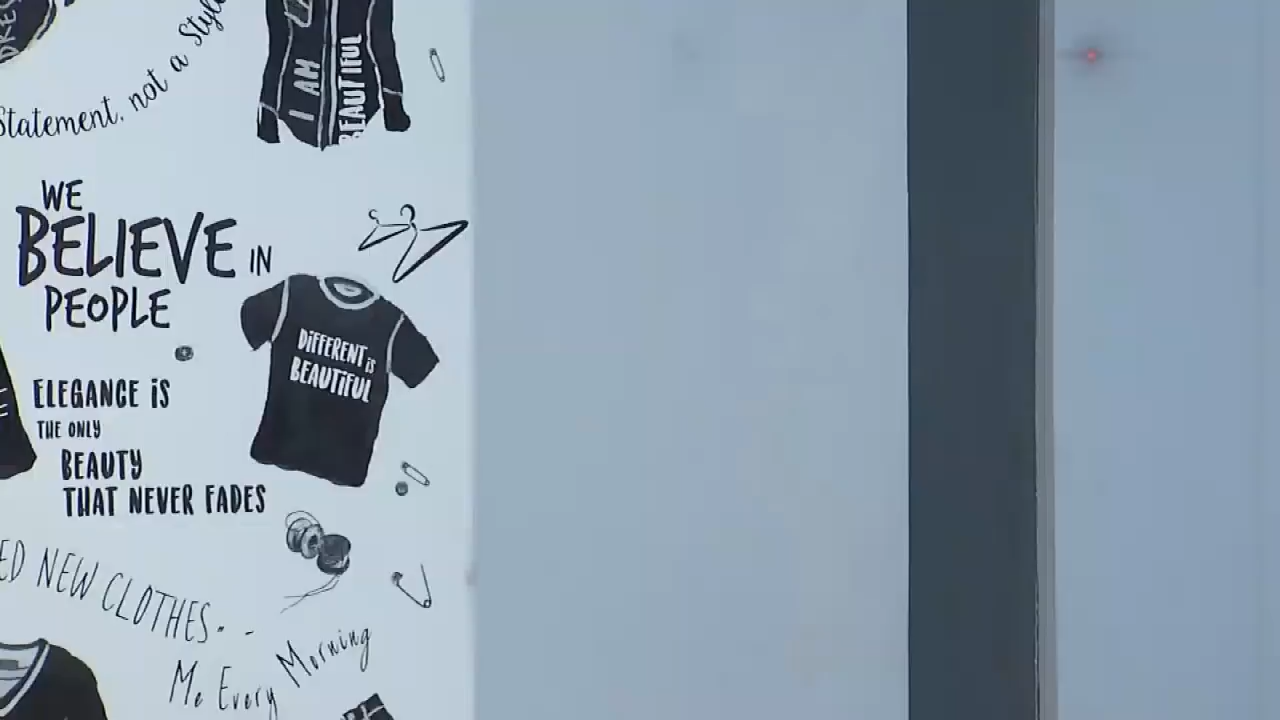 DRES
Statement, not a Style
I AM
BEAUTIFUL
WE
BELIEVE IN
PEOPLE
DiFFERENT is
BEAUTiFUL
ELEGANCE iS
THE ONLY
BEAUTY
THAT NEVER FADES
ED NEW CLOTHES. -
Me Every Morning